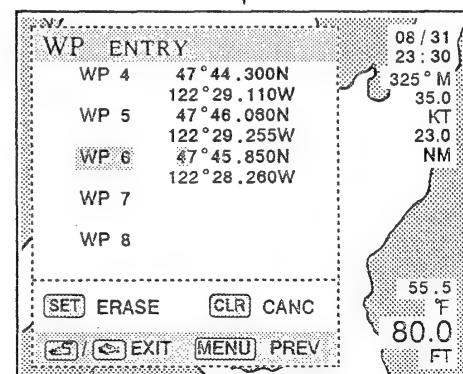 WP ENTRY
WP 4 47°44.300N
122°29.110W
WP 5 47°46.060N
122°29.255W
WP 6 47°45.850N
122°28.260W
WP 7
WP 8
SET ERASE CLR CANC
/ EXIT MENU PREV
08/31
23:30
325°M
35.0
KT
23.0
NM
55.5
°F
80.0
FT